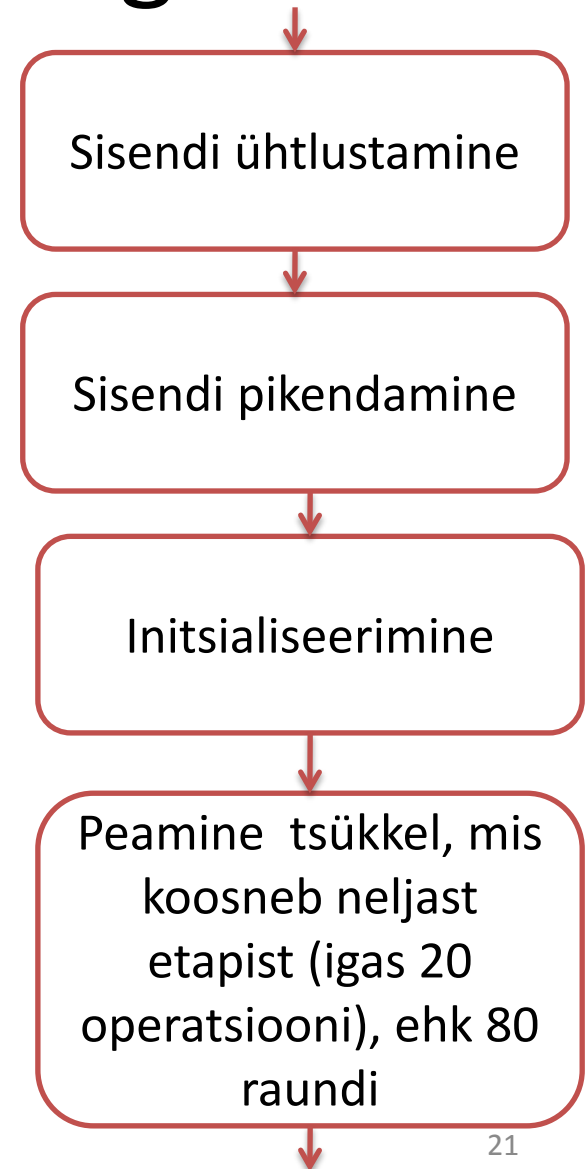 Sisendi ühtlustamine
Sisendi pikendamine
Initsialiseerimine
Peamine tsükkel, mis
koosneb neljast
etapist (igas 20
operatsiooni), ehk 80
raundi
21